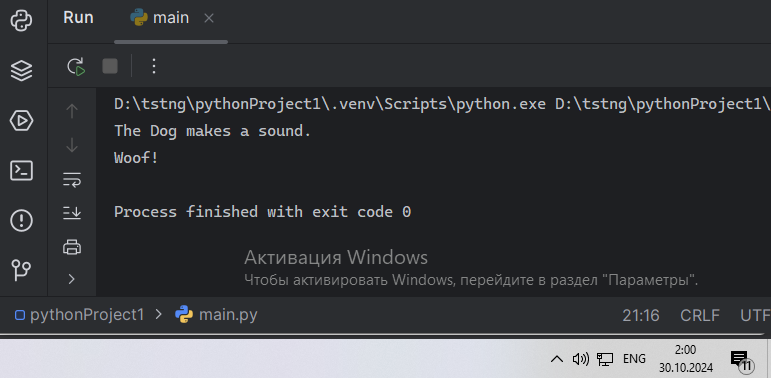 Run main
D:\tstng\pythonProject1\.venv\Scripts\python.exe D:\tstng\pythonProject1\
The Dog makes a sound.
Woof!
Process finished with exit code 0
Активация Windows
Чтобы активировать Windows, перейдите в раздел "Параметры".
pythonProject1 > main.py 21:16 CRLF UTF
ENG 2:00
30.10.2024 11